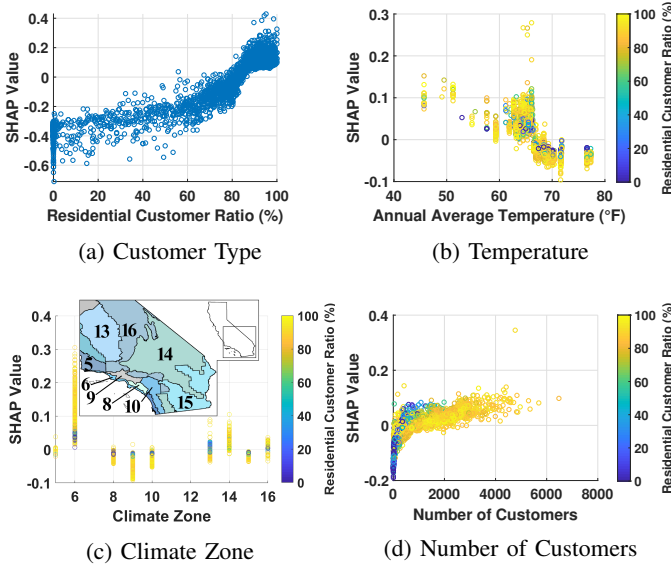 0.4
0.2
0
-0.2
-0.4
-0.6
SHAP Value
0 20 40 60 80 100
Residential Customer Ratio (%)
(a) Customer Type
0.3
0.2
0.1
0
-0.1
SHAP Value
40 50 60 70 80
Annual Average Temperature (°F)
100
80
60
40
20
0
Residential Customer Ratio (%)
(b) Temperature
0.4
0.3
0.2
0.1
0
-0.1
SHAP Value
13 16
14
5
6
9
8 10 15
6 8 10 12 14 16
Climate Zone
100
80
60
40
20
0
Residential Customer Ratio (%)
(c) Climate Zone
0.4
0.2
0
-0.2
SHAP Value
0 2000 4000 6000 8000
Number of Customers
100
80
60
40
20
0
Residential Customer Ratio (%)
(d) Number of Customers